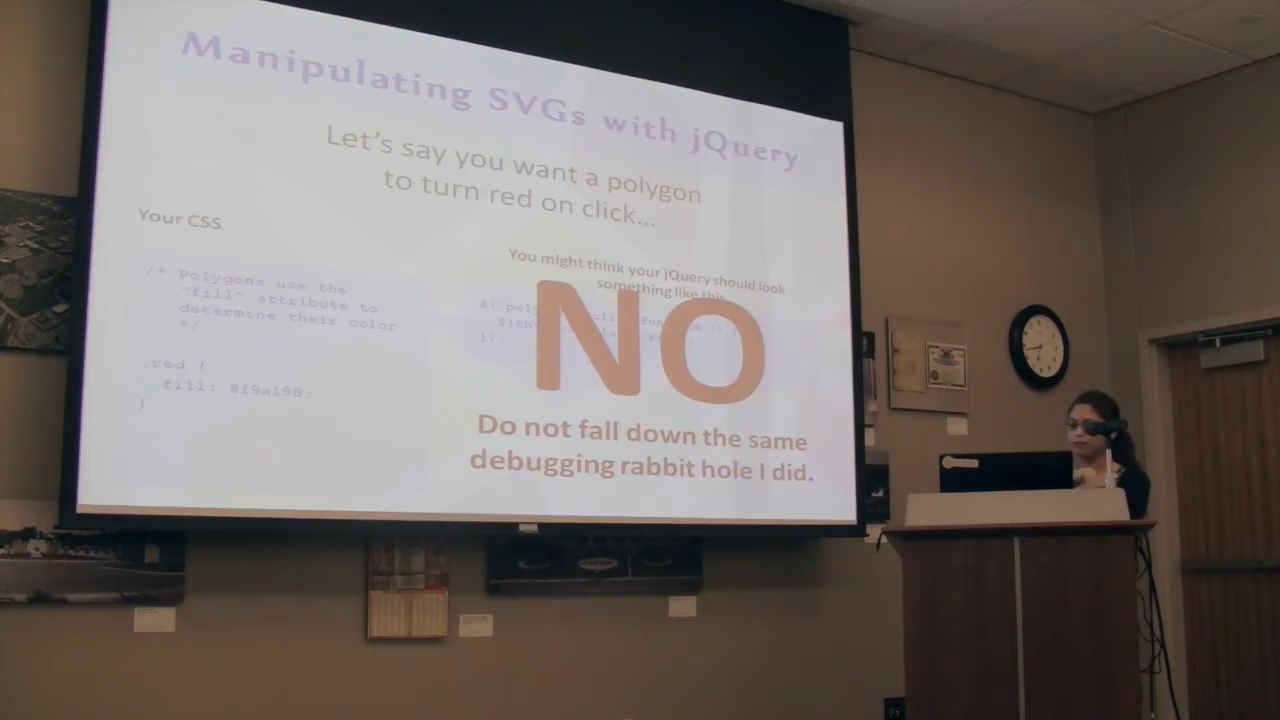 Manipulating SVGs with jQuery
Let's say you want a polygon
to turn red on click...
Your CSS
/* Polygons use the
"fill" attribute to
determine their color
*/
.red {
fill: #f9a198;
}
You might think your jQuery should look
something like this
NO
Do not fall down the same
debugging rabbit hole I did.